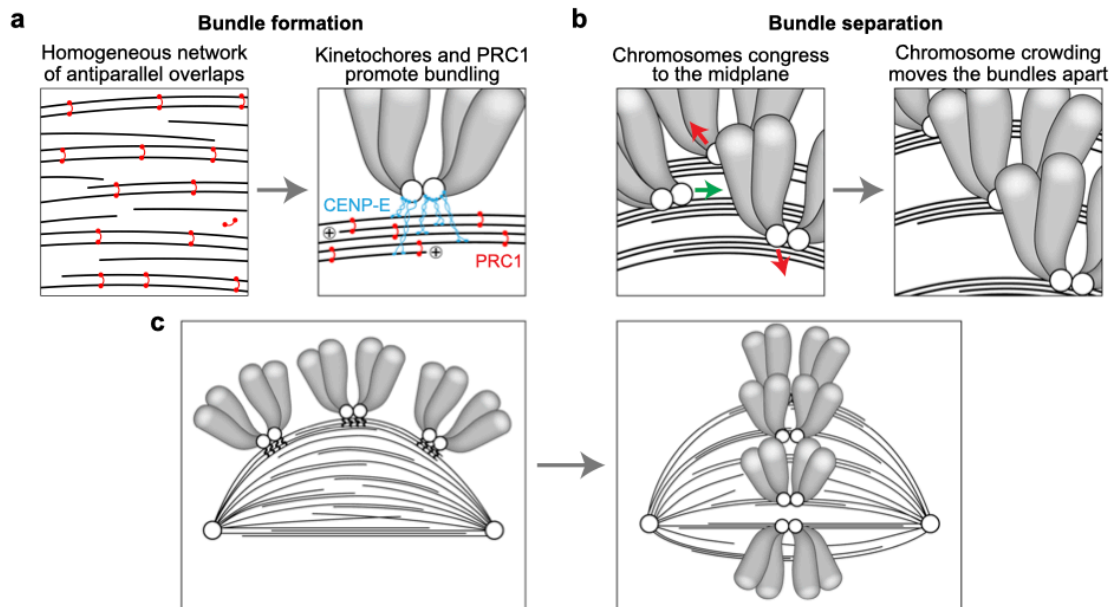 a
Bundle formation
Homogeneous network
of antiparallel overlaps
Kinetochores and PRC1
promote bundling
CENP-E
+
+
PRC1
b
Bundle separation
Chromosomes congress
to the midplane
Chromosome crowding
moves the bundles apart
c